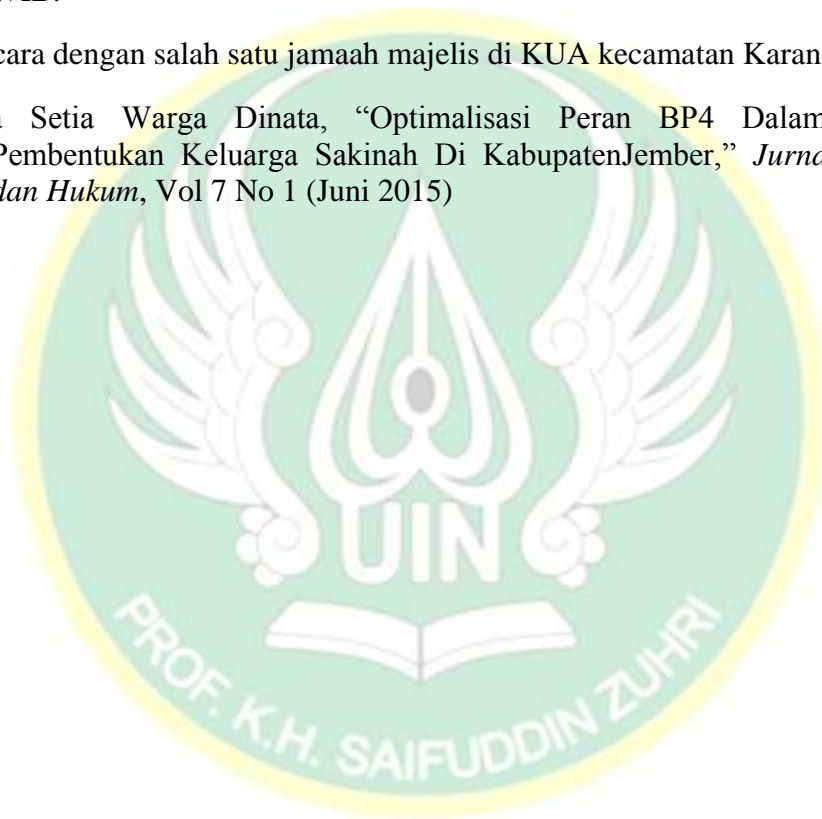 cara dengan salah satu jamaah majelis di KUA kecamatan Karan
Setia Warga Dinata, “Optimalisasi Peran BP4 Dalam
Pembentukan Keluarga Sakinah Di KabupatenJember,” Jurna
dan Hukum, Vol 7 No 1 (Juni 2015)
UIN
PROF. K.H. SAIFUDDIN ZUHRI